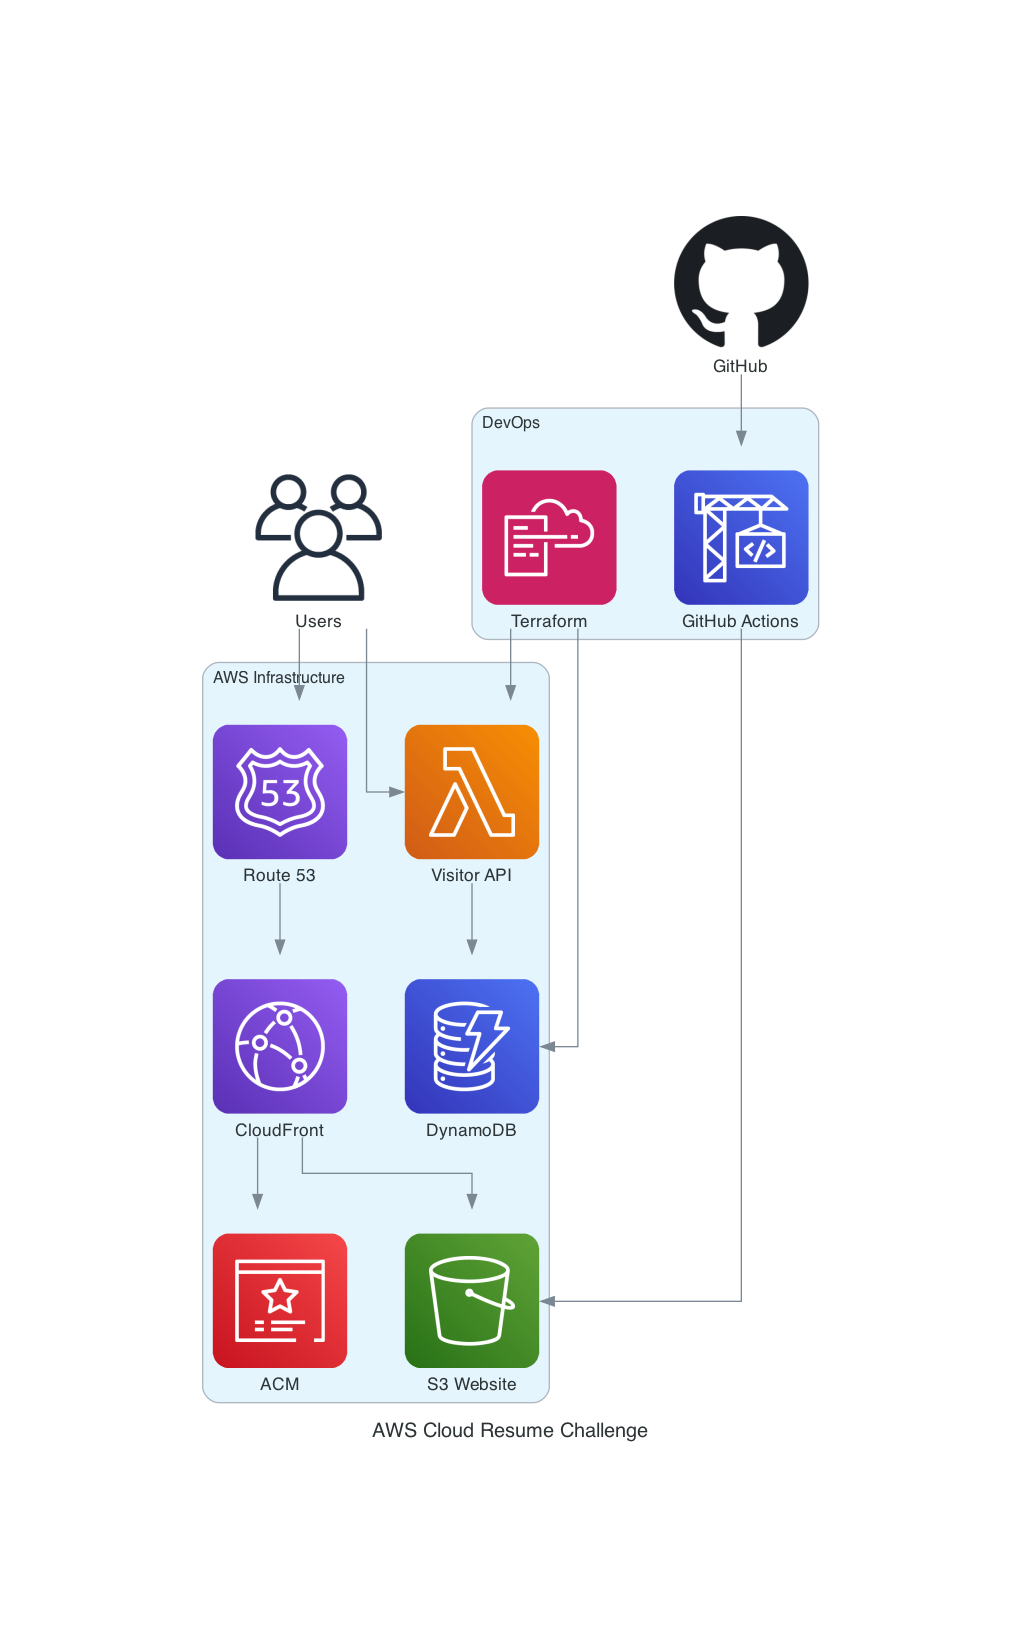 GitHub
DevOps
Users
Terraform
GitHub Actions
AWS Infrastructure
53
Route 53
Visitor API
CloudFront
DynamoDB
ACM
S3 Website
AWS Cloud Resume Challenge